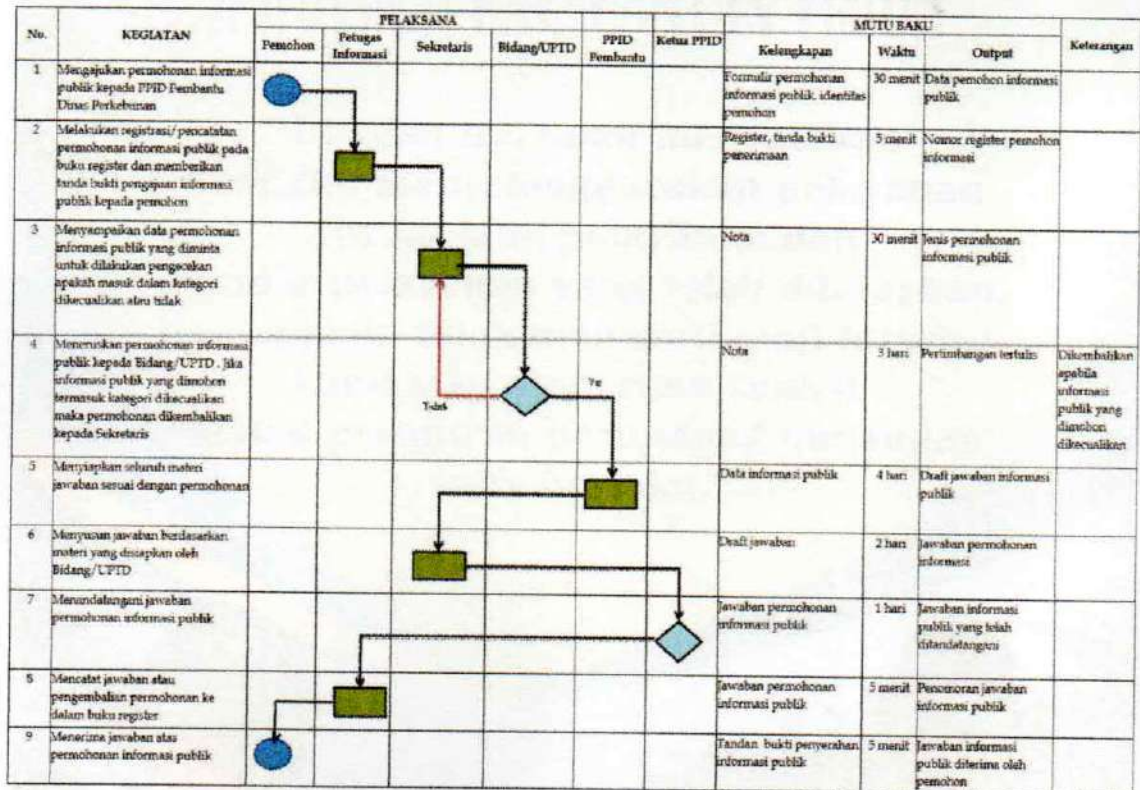 No.
KEGIATAN
PELAKSANA
MUTU BAKU
Pemohon
Petugas
Informasi
Sekretaris
Bidang/UPTD
PPID
Pembantu
Ketua PPID
Kelengkapan
Waktu
Output
Keterangan
1
Mengajukan permohonan informasi
publik kepada PPID Pembantu
Dinas Perkebunan
Formulir permohonan
informasi publik, identitas
pemohon
30 menit
Data pemohon informasi
publik
2
Melakukan registrasi/pencatatan
permohonan informasi publik pada
buku register dan memberikan
tanda bukti pengajuan informasi
publik kepada pemohon
Register, tanda bukti
penerimaan
5 menit
Nomor register pemohon
informasi
3
Menyampaikan data permohonan
informasi publik yang diminta
untuk dilakukan pengecekan
apakah masuk dalam kategori
dikecualikan atau tidak
Nota
30 menit
Jenis permohonan
informasi publik
4
Meneruskan permohonan informasi
publik kepada Bidang/UPTD . Jika
informasi publik yang dimohon
termasuk kategori dikecualikan
maka permohonan dikembalikan
kepada Sekretaris
Tidak
Ya
Nota
3 hari
Pertimbangan tertulis
Dikembalikan
apabila
informasi
publik yang
dimohon
dikecualikan
5
Menyiapkan seluruh materi
jawaban sesuai dengan permohonan
Data informasi publik
4 hari
Draft jawaban informasi
publik
6
Menyusun jawaban berdasarkan
materi yang disiapkan oleh
Bidang/UPTD
Draft jawaban
2 hari
Jawaban permohonan
informasi
7
Menandatangani jawaban
permohonan informasi publik
Jawaban permohonan
informasi publik
1 hari
Jawaban informasi
publik yang telah
ditandatangani
8
Mencatat jawaban atau
pengembalian permohonan ke
dalam buku register
Jawaban permohonan
informasi publik
5 menit
Penomoran jawaban
informasi publik
9
Menerima jawaban atas
permohonan informasi publik
Tandan bukti penyerahan
informasi publik
5 menit
Jawaban informasi
publik diterima oleh
pemohon